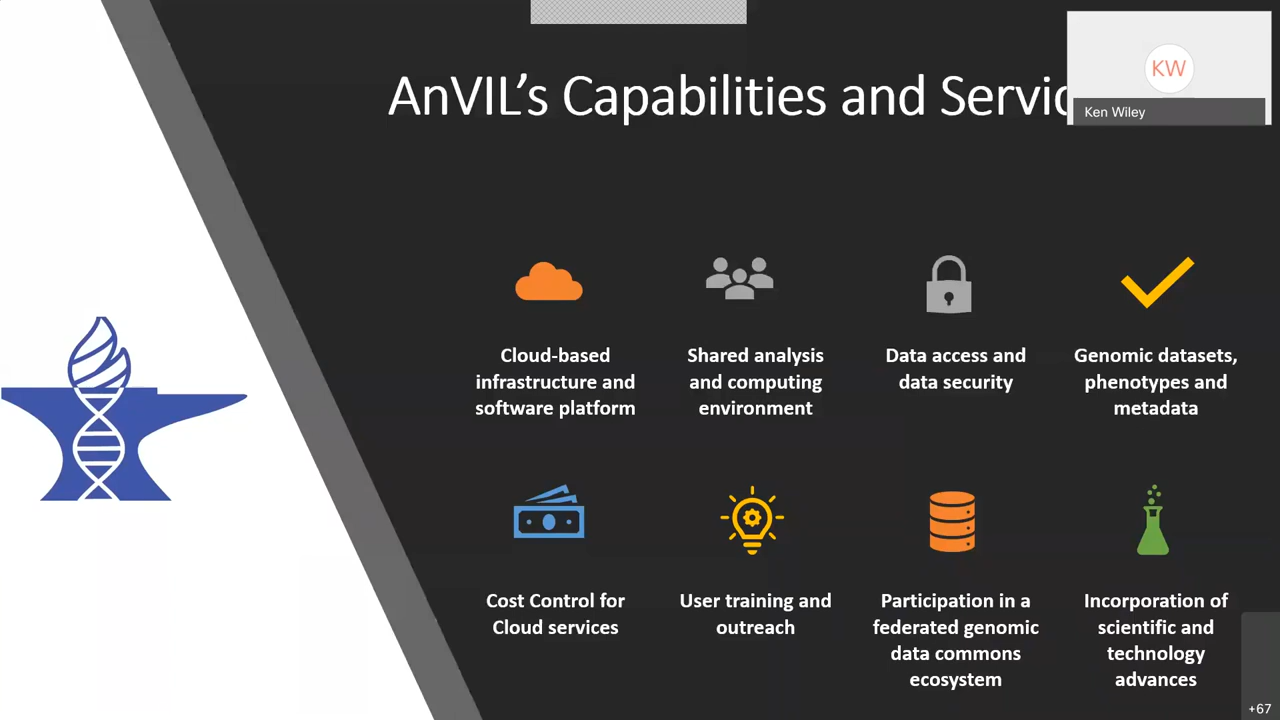 AnVIL's Capabilities and Servic
KW
Ken Wiley
Cloud-based
infrastructure and
software platform
Shared analysis
and computing
environment
Data access and
data security
Genomic datasets,
phenotypes and
metadata
Cost Control for
Cloud services
User training and
outreach
Participation in a
federated genomic
data commons
ecosystem
Incorporation of
scientific and
technology
advances
+67